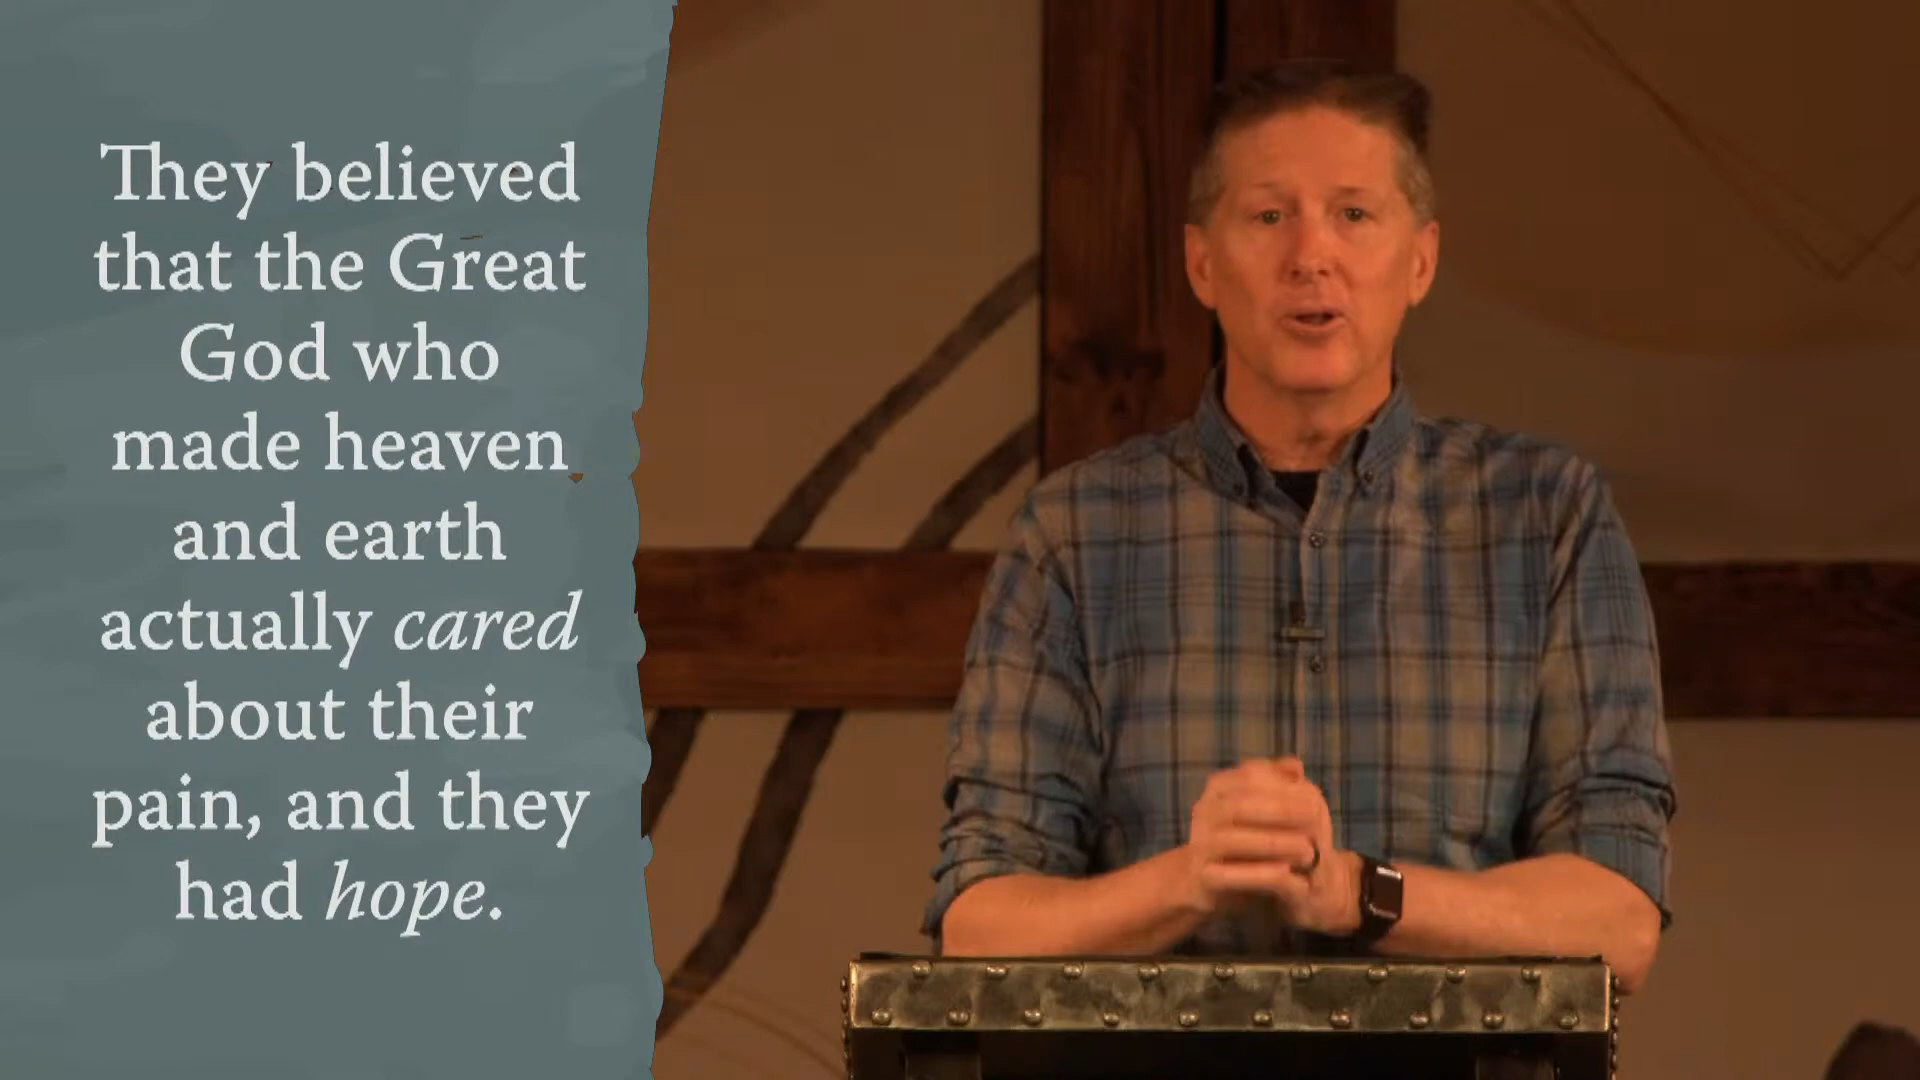 They believed
that the Great
God who
made heaven
and earth
actually cared
about their
pain, and they
had hope.